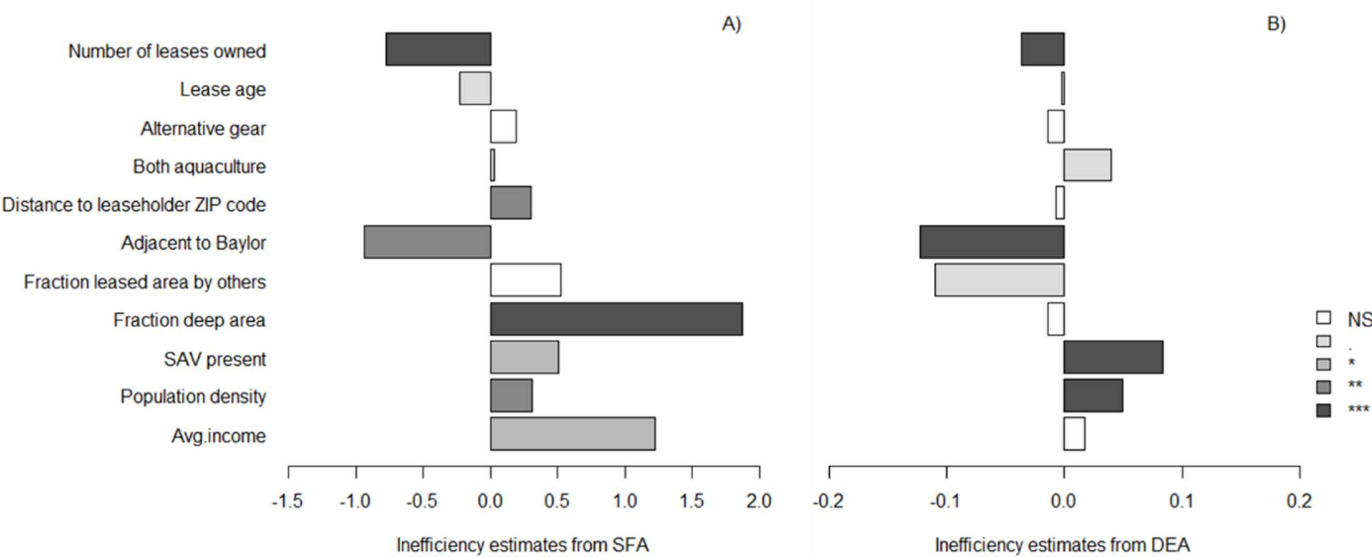 A)
B)
Number of leases owned
Lease age
Alternative gear
Both aquaculture
Distance to leaseholder ZIP code
Adjacent to Baylor
Fraction leased area by others
Fraction deep area
SAV present
Population density
Avg.income
NS
.
*
**
***
-1.5 -1.0 -0.5 0.0 0.5 1.0 1.5 2.0
-0.2 -0.1 0.0 0.1 0.2
Inefficiency estimates from SFA
Inefficiency estimates from DEA